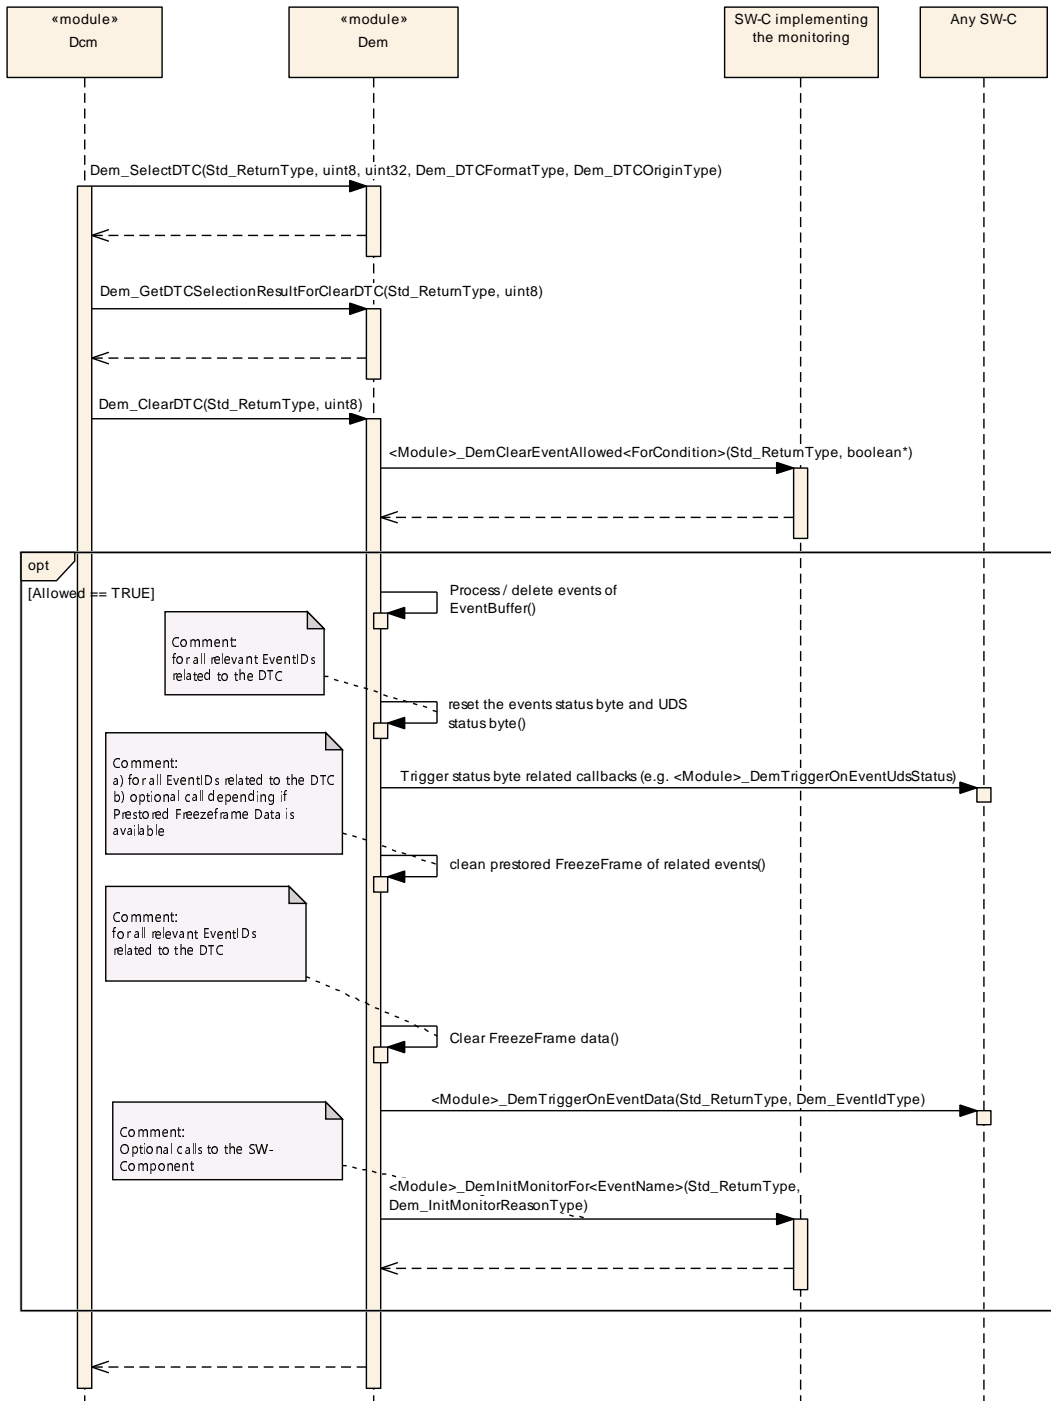 «module»
Dcm
«module»
Dem
SW-C implementing
the monitoring
Any SW-C
Dem_SelectDTC(Std_ReturnType, uint8, uint32, Dem_DTCFormatType, Dem_DTCOriginType)
Dem_GetDTCSelectionResultForClearDTC(Std_ReturnType, uint8)
Dem_ClearDTC(Std_ReturnType, uint8)
<Module>_DemClearEventAllowed<ForCondition>(Std_ReturnType, boolean*)
opt
[Allowed == TRUE]
Process / delete events of
EventBuffer()
Comment:
for all relevant EventIDs
related to the DTC
reset the events status byte and UDS
status byte()
Comment:
a) for all EventIDs related to the DTC
b) optional call depending if
Prestored Freezeframe Data is
available
Trigger status byte related callbacks (e.g. <Module>_DemTriggerOnEventUdsStatus)
clean prestored FreezeFrame of related events()
Comment:
for all relevant EventIDs
related to the DTC
Clear FreezeFrame data()
<Module>_DemTriggerOnEventData(Std_ReturnType, Dem_EventIdType)
Comment:
Optional calls to the SW-
Component
<Module>_DemInitMonitorFor<EventName>(Std_ReturnType,
Dem_InitMonitorReasonType)